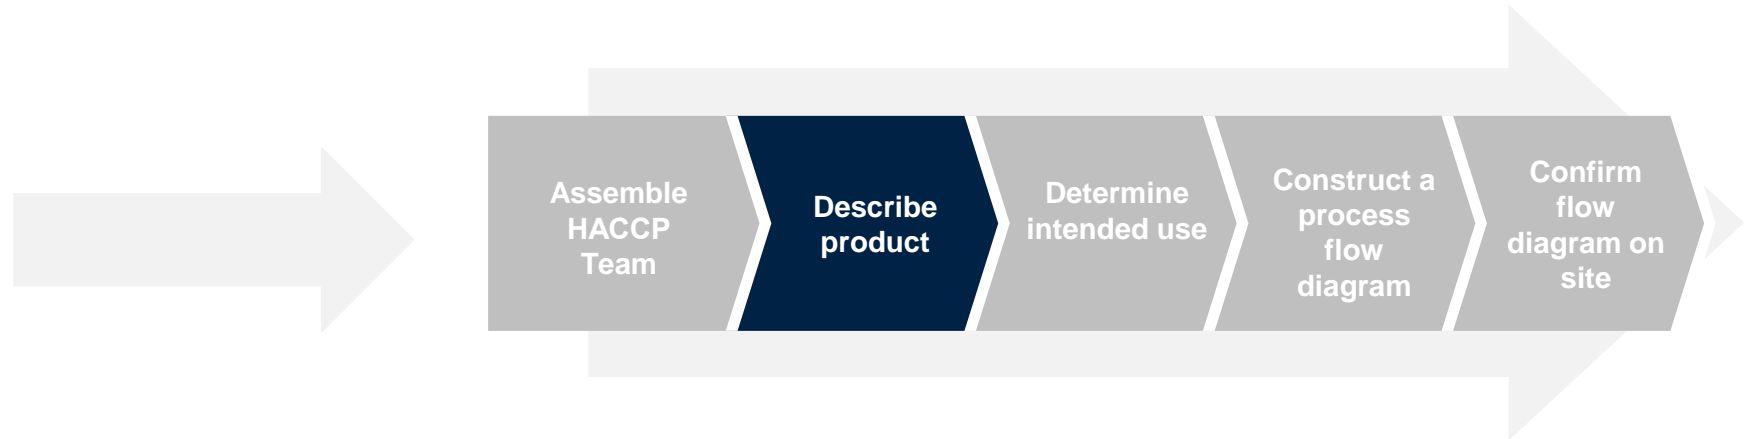 Assemble
HACCP
Team
Describe
product
Determine
intended use
Construct a
process
flow
diagram
Confirm
flow
diagram on
site